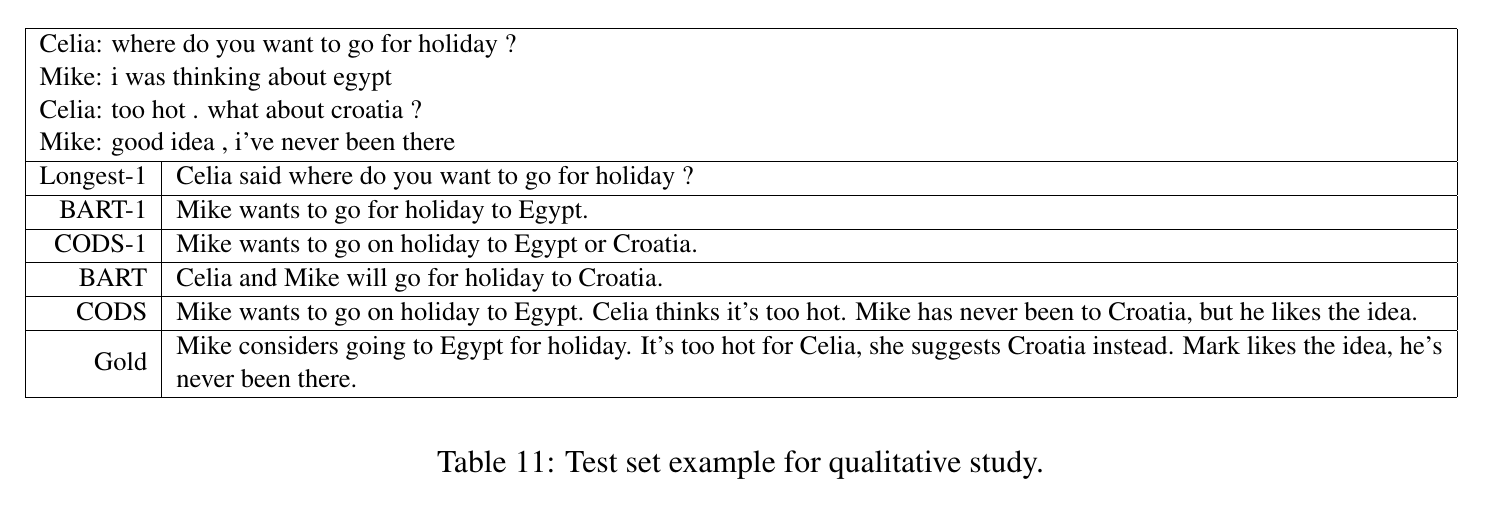 Celia: where do you want to go for holiday ?
Mike: i was thinking about egypt
Celia: too hot . what about croatia ?
Mike: good idea , i've never been there
Longest-1 Celia said where do you want to go for holiday ?
BART-1 Mike wants to go for holiday to Egypt.
CODS-1 Mike wants to go on holiday to Egypt or Croatia.
BART Celia and Mike will go for holiday to Croatia.
CODS Mike wants to go on holiday to Egypt. Celia thinks it's too hot. Mike has never been to Croatia, but he likes the idea.
Gold Mike considers going to Egypt for holiday. It's too hot for Celia, she suggests Croatia instead. Mark likes the idea, he's
never been there.
Table 11: Test set example for qualitative study.